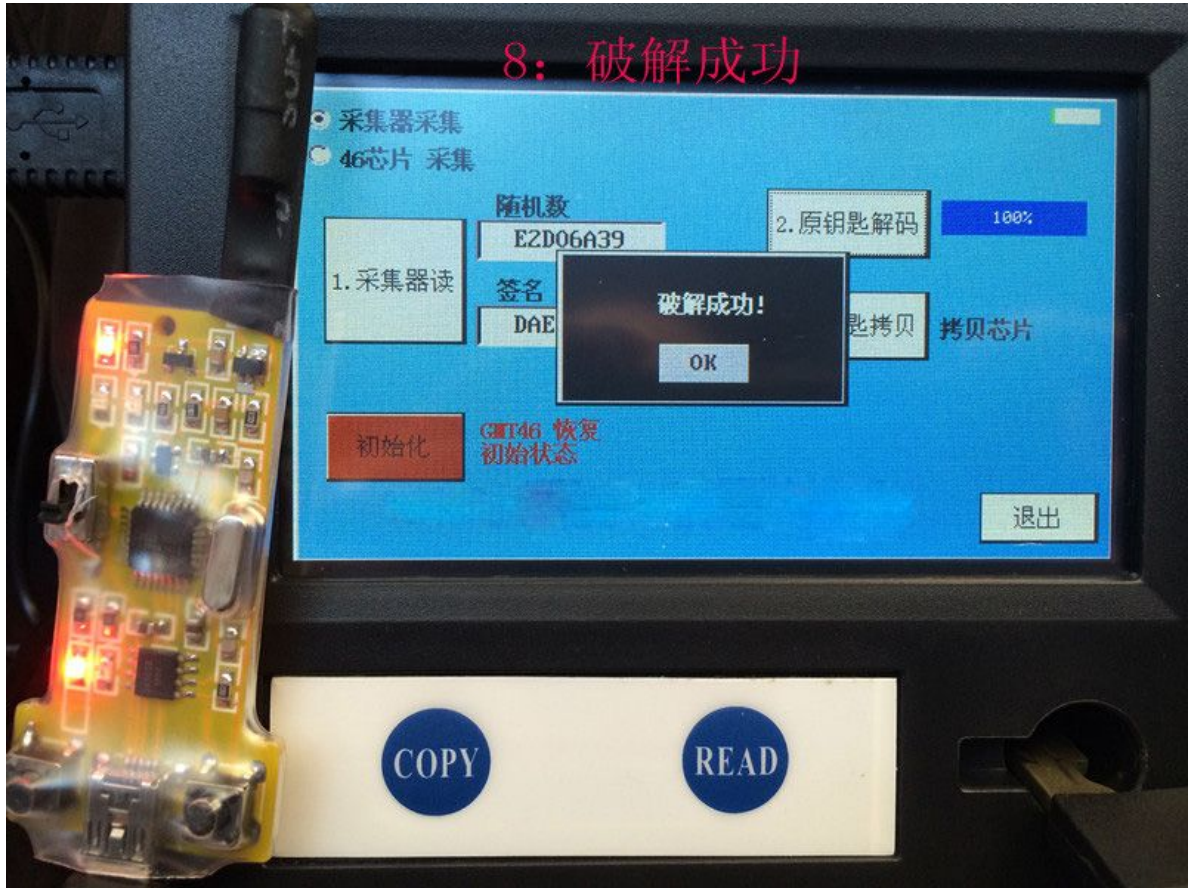 8: 破解成功
采集器采集
46芯片 采集
随机数
E2D06A39
2.原钥匙解码
100%
1.采集器读
签名
DAE
破解成功!
OK
匙拷贝
拷贝芯片
初始化
GMT46 恢复
初始状态
退出
COPY
READ